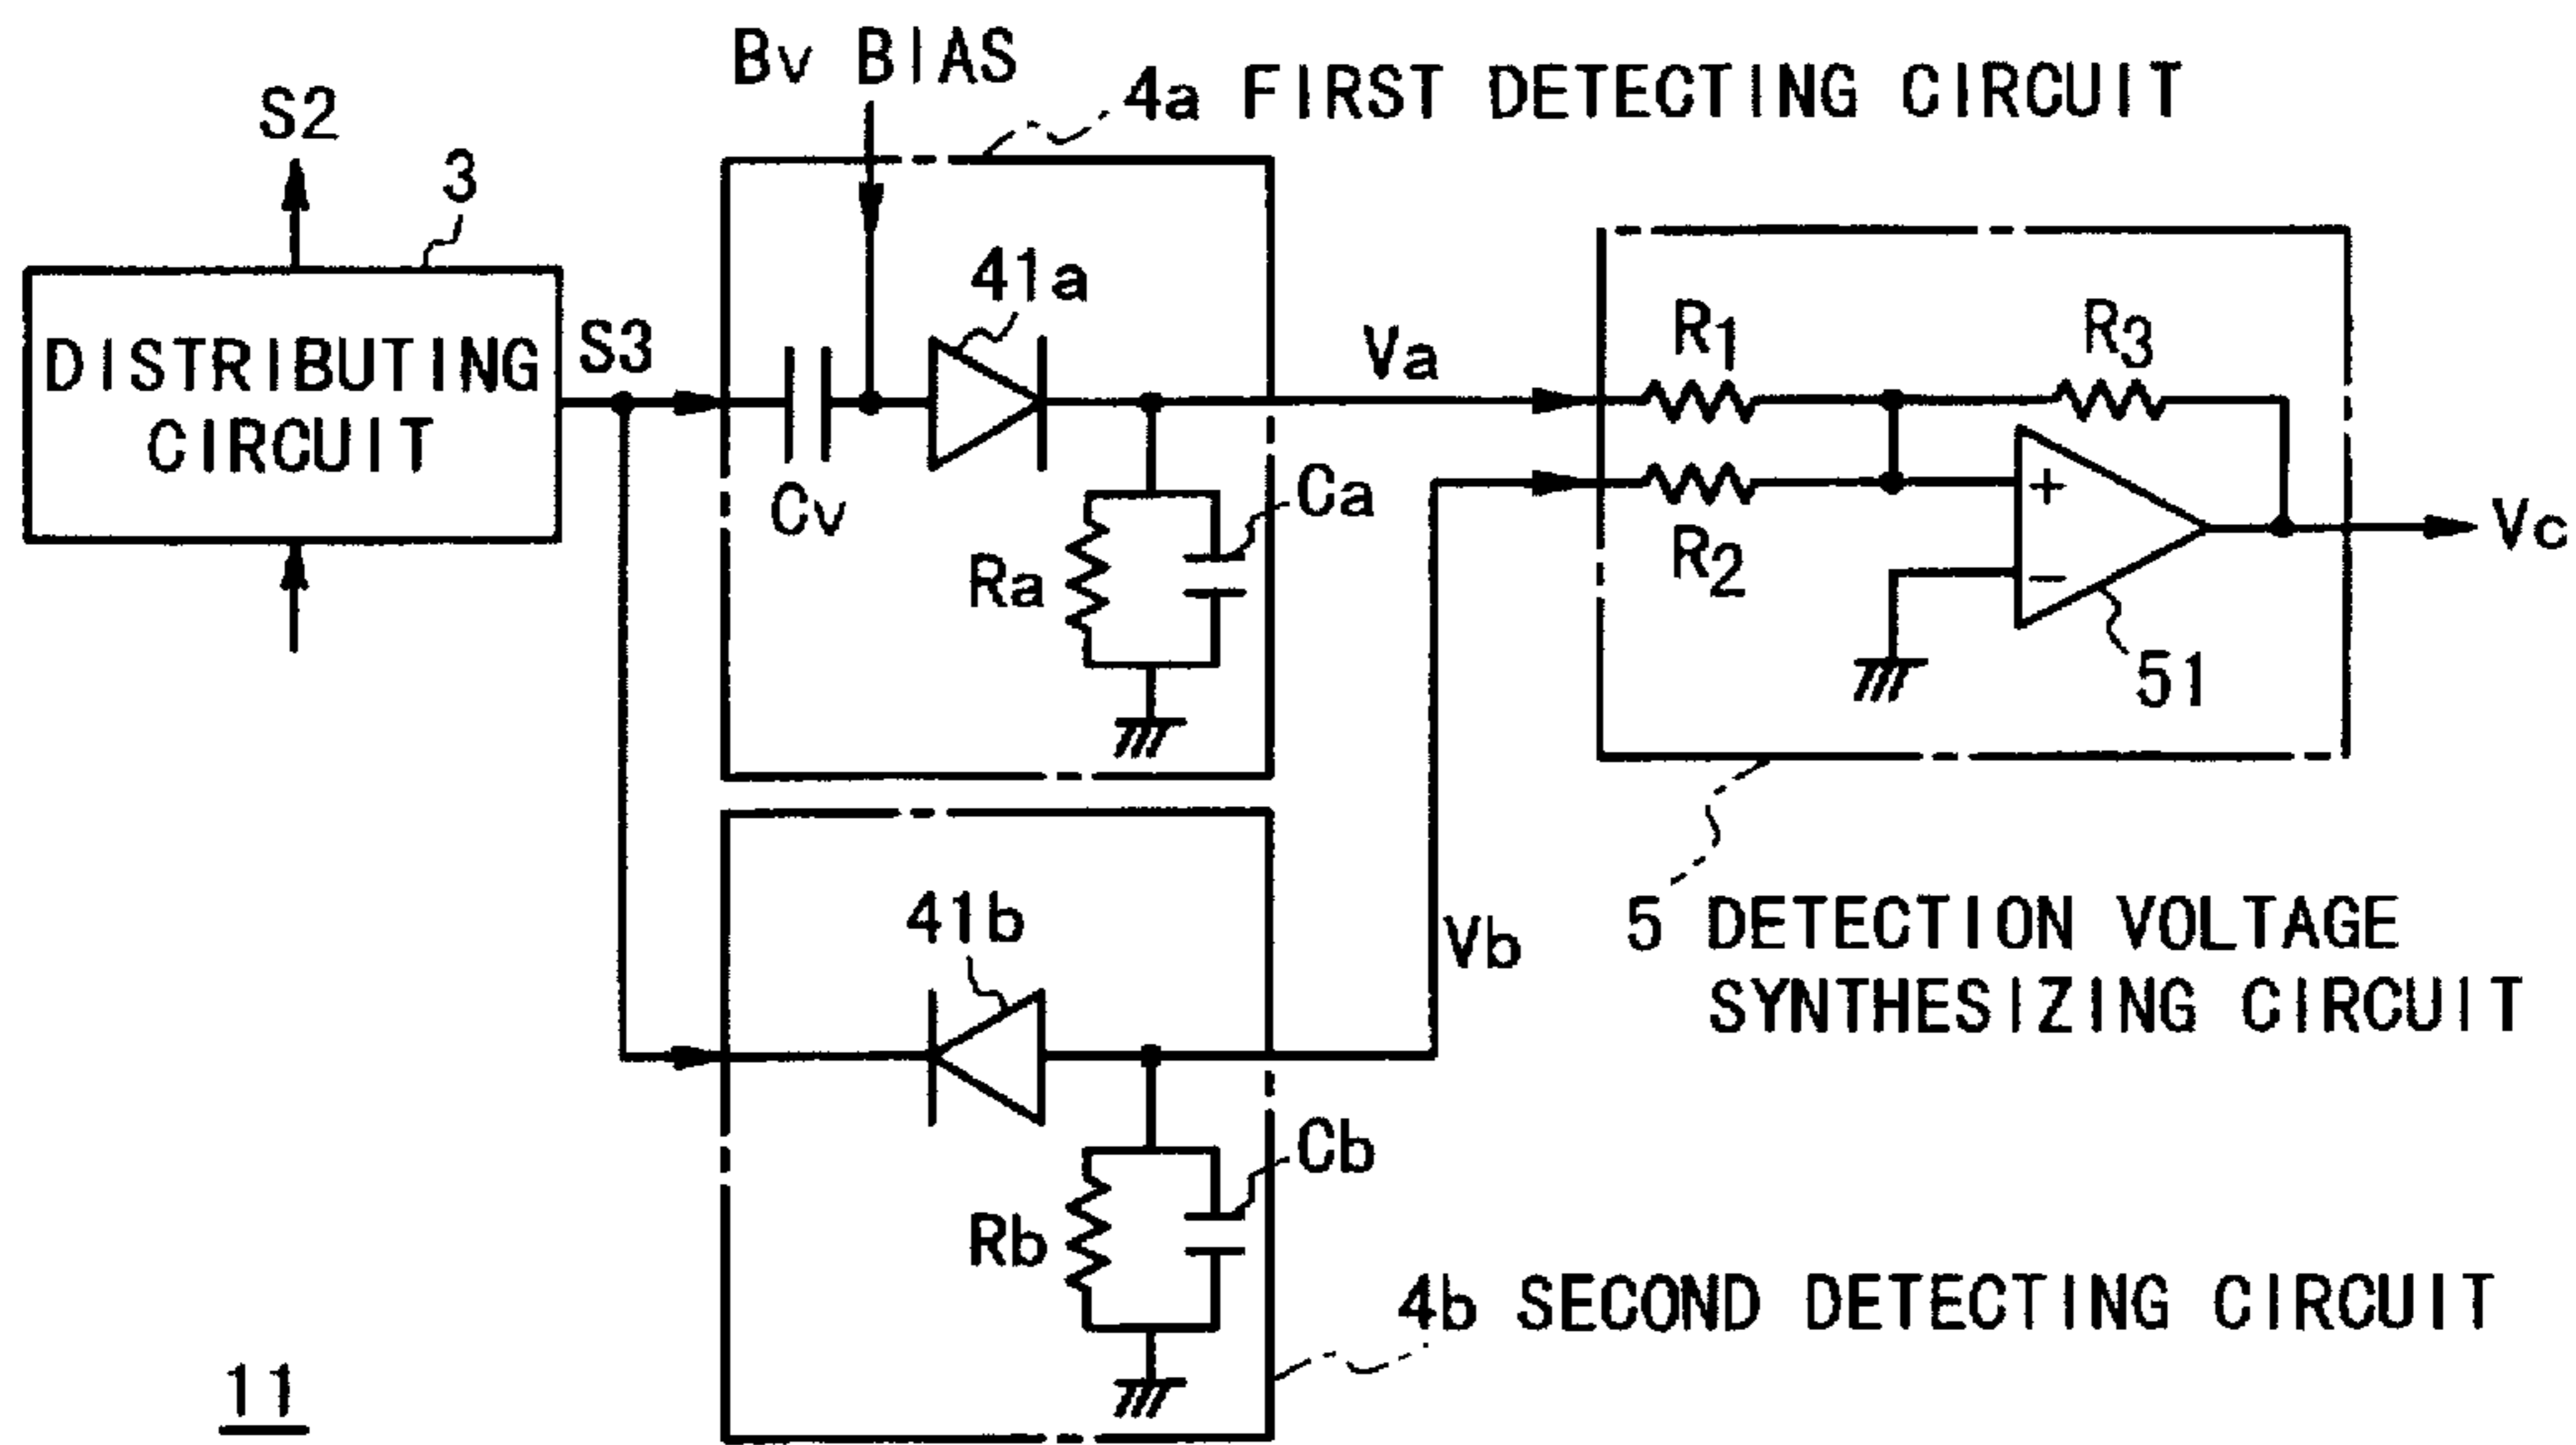 Bv BIAS
4a FIRST DETECTING CIRCUIT
S2
3
41a
DISTRIBUTING
CIRCUIT
S3
Cv
Ra
Ca
Va
R1
R2
R3
+
−
51
Vc
5 DETECTION VOLTAGE
SYNTHESIZING CIRCUIT
41b
Vb
Rb
Cb
4b SECOND DETECTING CIRCUIT
11